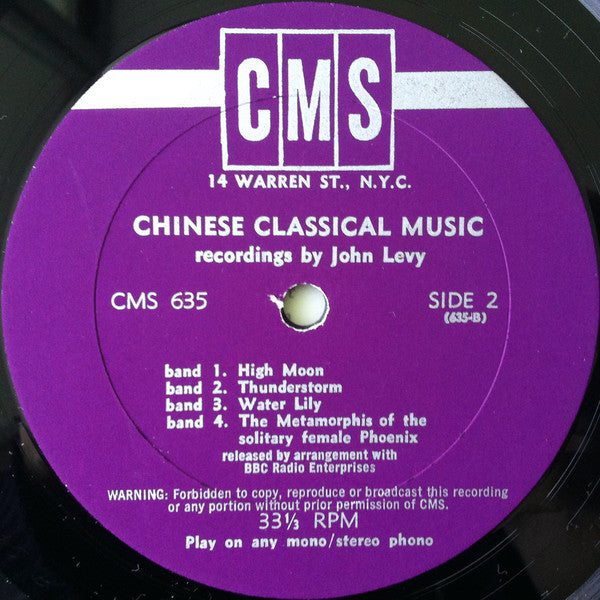 CMS
14 WARREN ST., N.Y.C.
CHINESE CLASSICAL MUSIC
recordings by John Levy
CMS 635 SIDE 2
(635-B)
band 1. High Moon
band 2. Thunderstorm
band 3. Water Lily
band 4. The Metamorphis of the
solitary female Phoenix
released by arrangement with
BBC Radio Enterprises
WARNING: Forbidden to copy, reproduce or broadcast this recording
or any portion without prior permission of CMS.
33⅓ RPM
Play on any mono/stereo phono